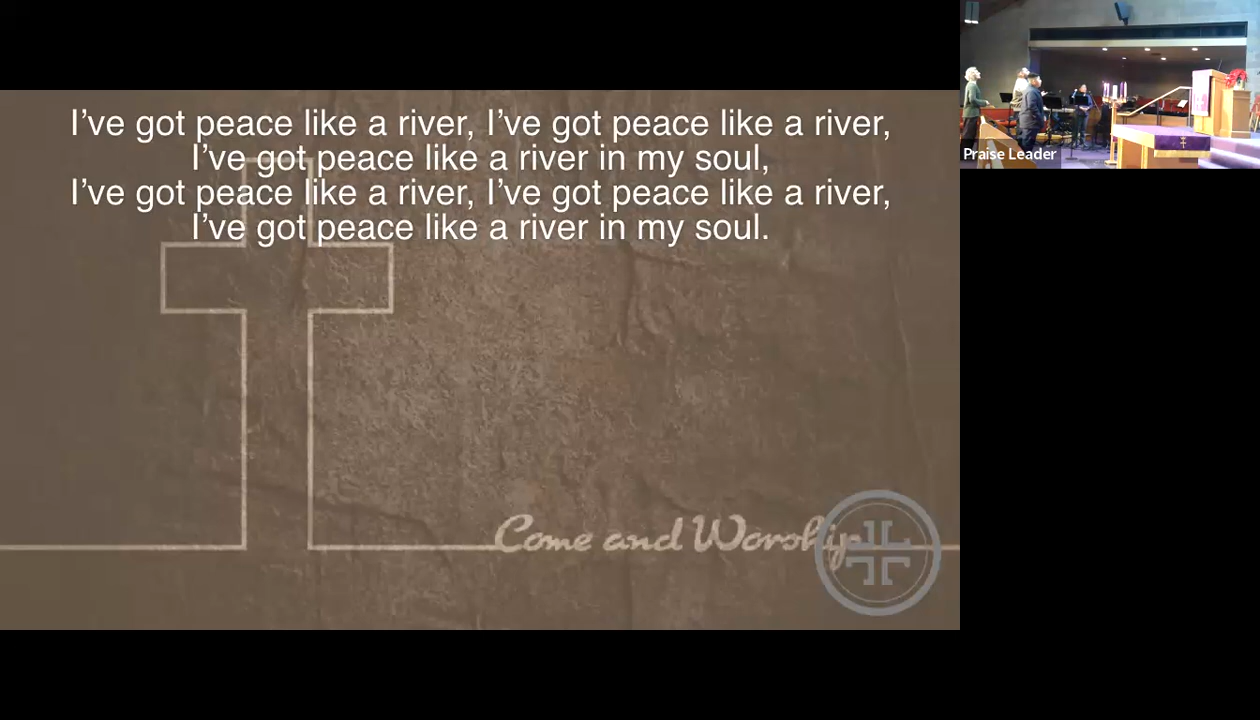 I’ve got peace like a river, I’ve got peace like a river,
I’ve got peace like a river in my soul,
I’ve got peace like a river, I’ve got peace like a river,
I’ve got peace like a river in my soul.
Come and Worship
Praise Leader